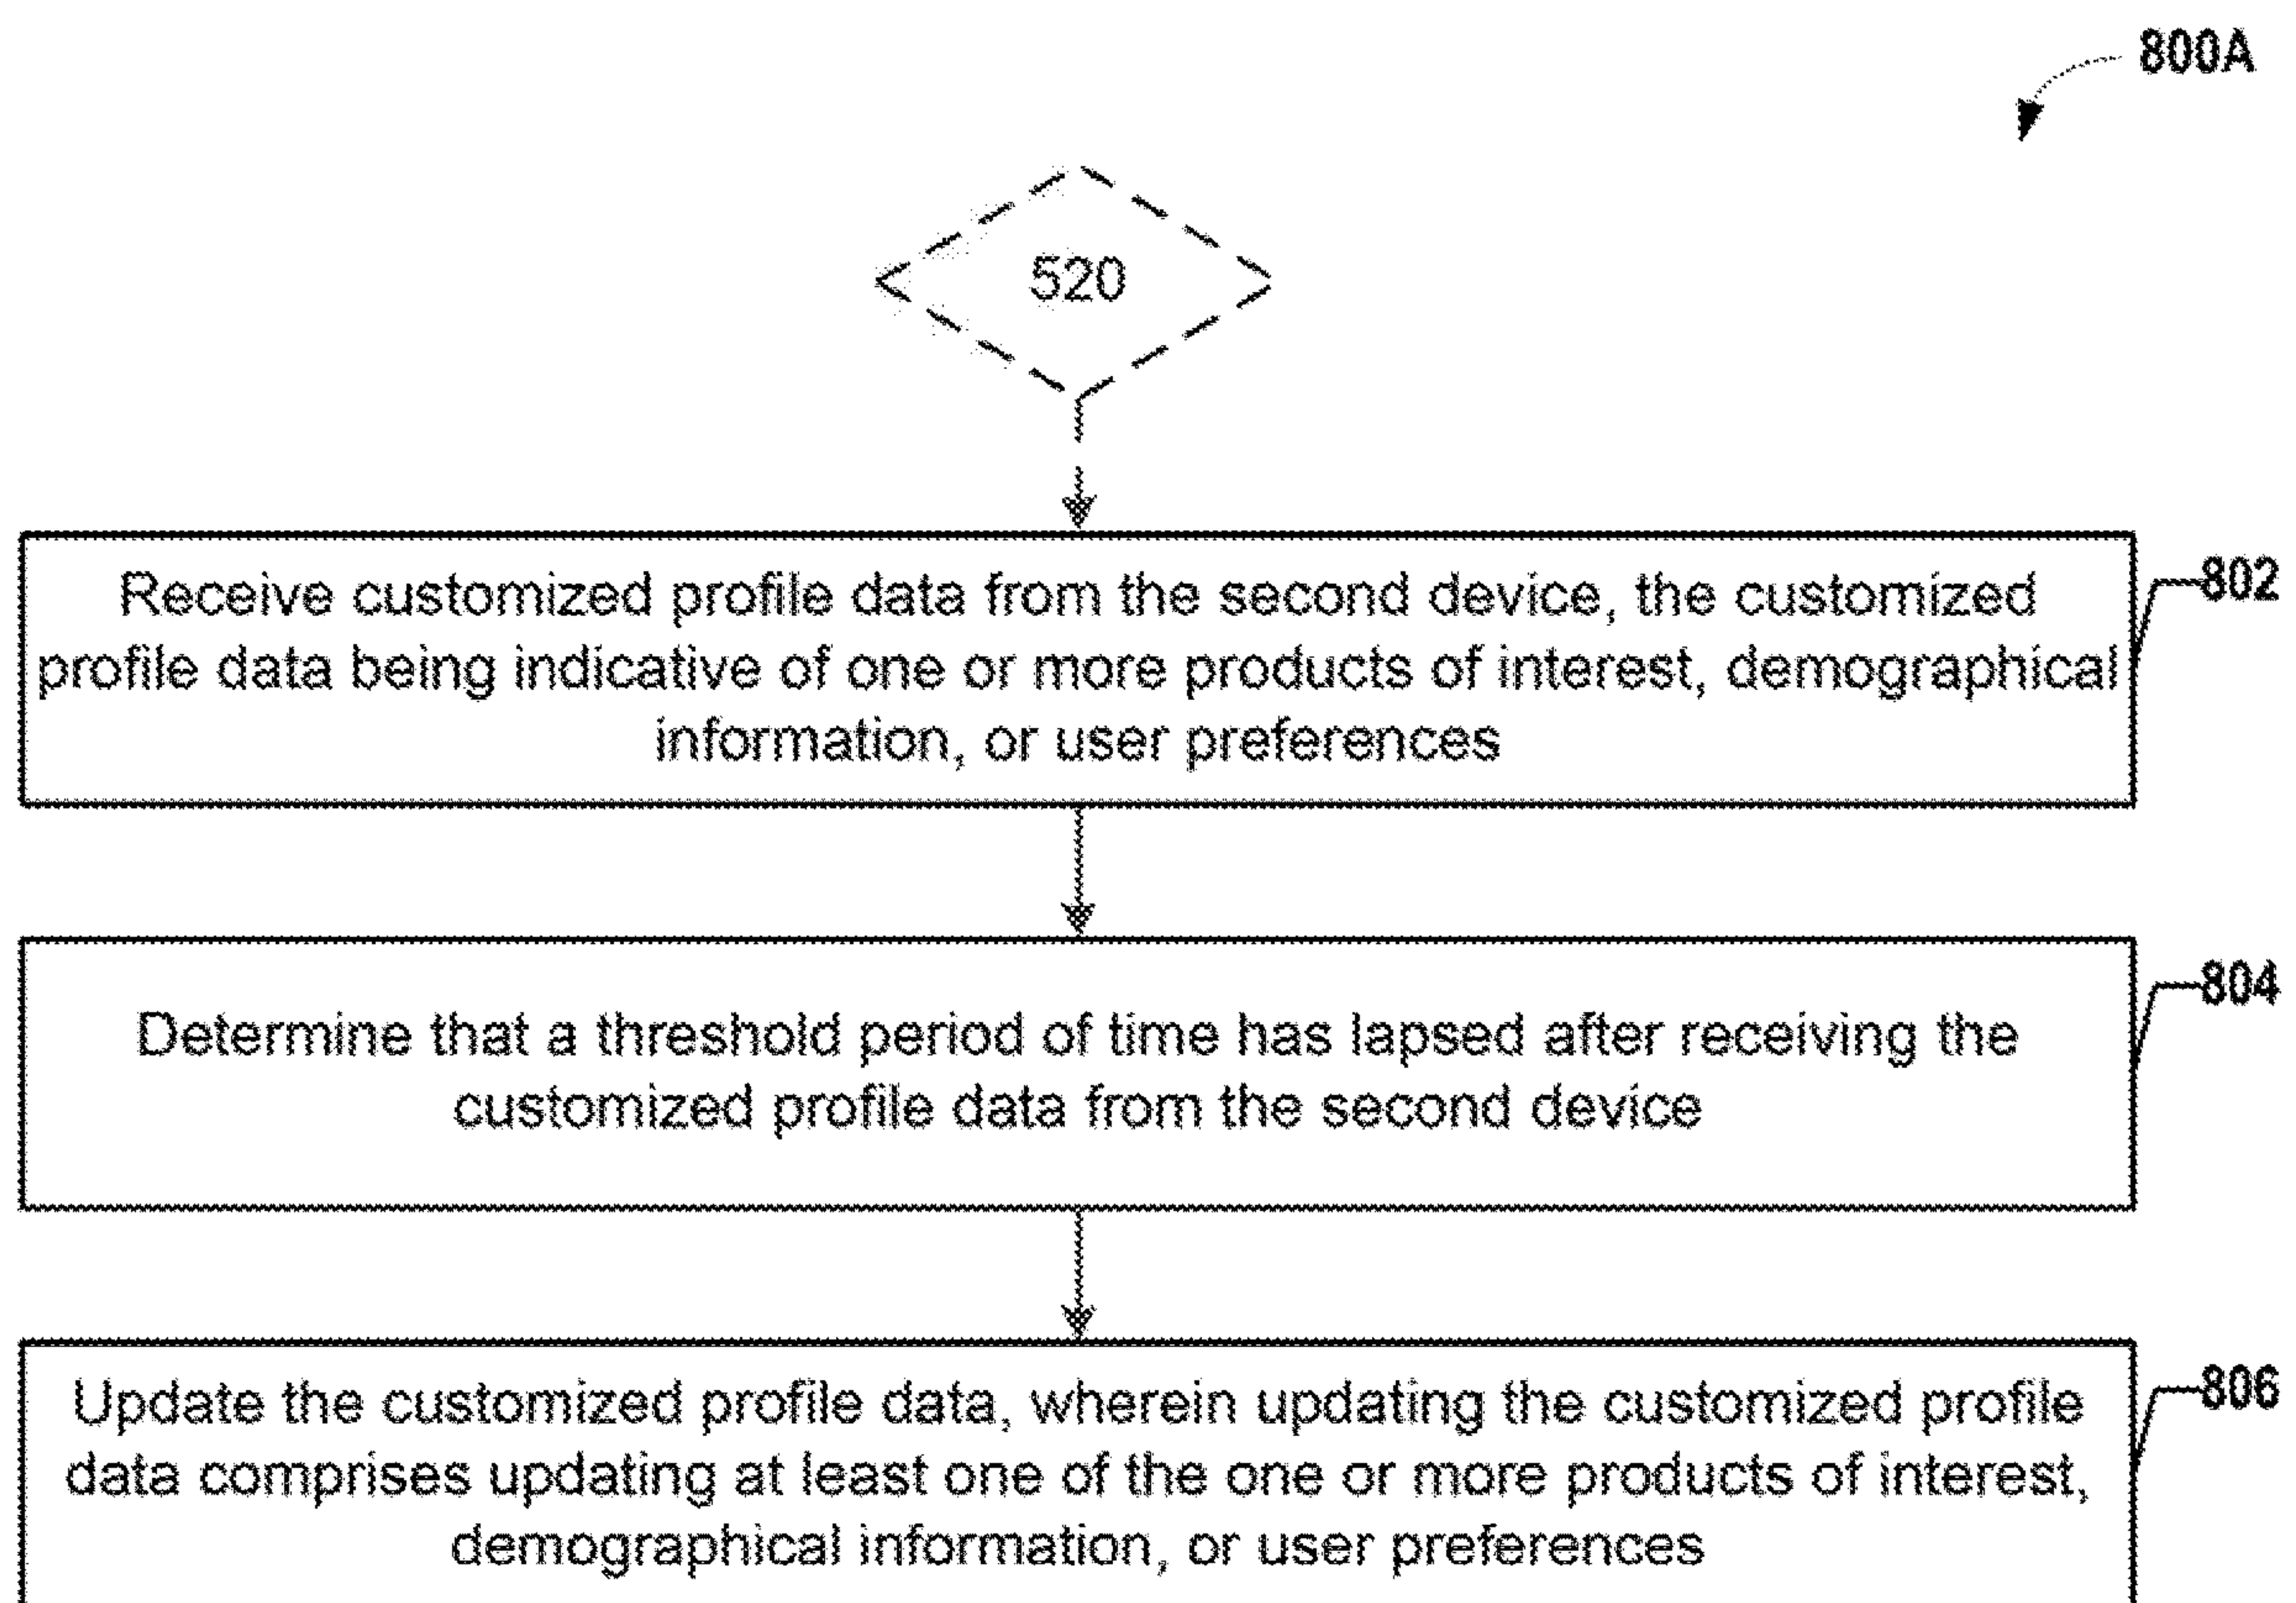 800A
520
Receive customized profile data from the second device, the customized
profile data being indicative of one or more products of interest, demographical
information, or user preferences
802
Determine that a threshold period of time has lapsed after receiving the
customized profile data from the second device
804
Update the customized profile data, wherein updating the customized profile
data comprises updating at least one of the one or more products of interest,
demographical information, or user preferences
806